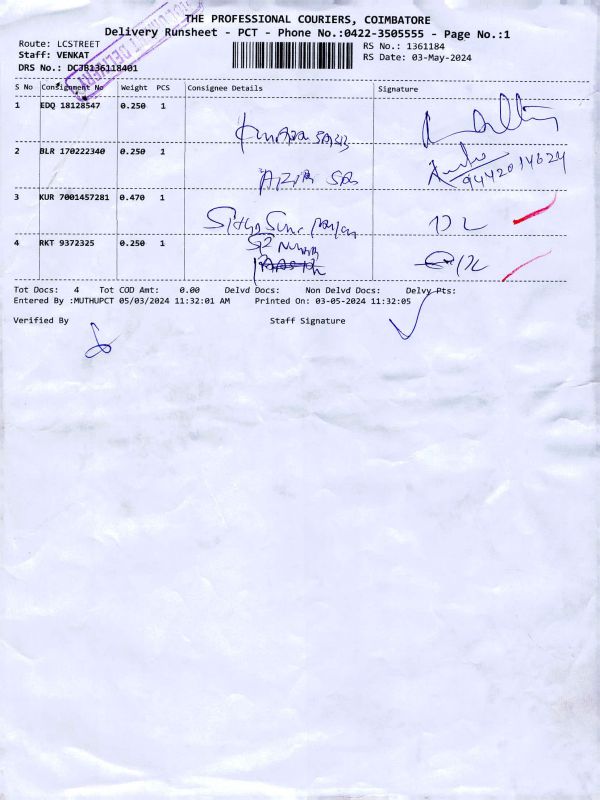 THE PROFESSIONAL COURIERS, COIMBATORE
Delivery Runsheet - PCT - Phone No.:0422-3505555 - Page No.:1
Route: LCSTREET
RS No.: 1361184
Staff: VENKAT
RS Date: 03-May-2024
DRS No.: DCJB136118401
S No Consignment No Weight PCS Consignee Details Signature
1 EDQ 18128547 0.250 1
2 BLR 170222340 0.250 1
9442014624
3 KUR 7001457281 0.470 1
4 RKT 9372325 0.250 1
Tot Docs: 4 Tot COD Amt: 0.00 Delvd Docs: Non Delvd Docs: Delvy Pts:
Entered By :MUTHUPCT 05/03/2024 11:32:01 AM Printed On: 03-05-2024 11:32:05
Verified By Staff Signature